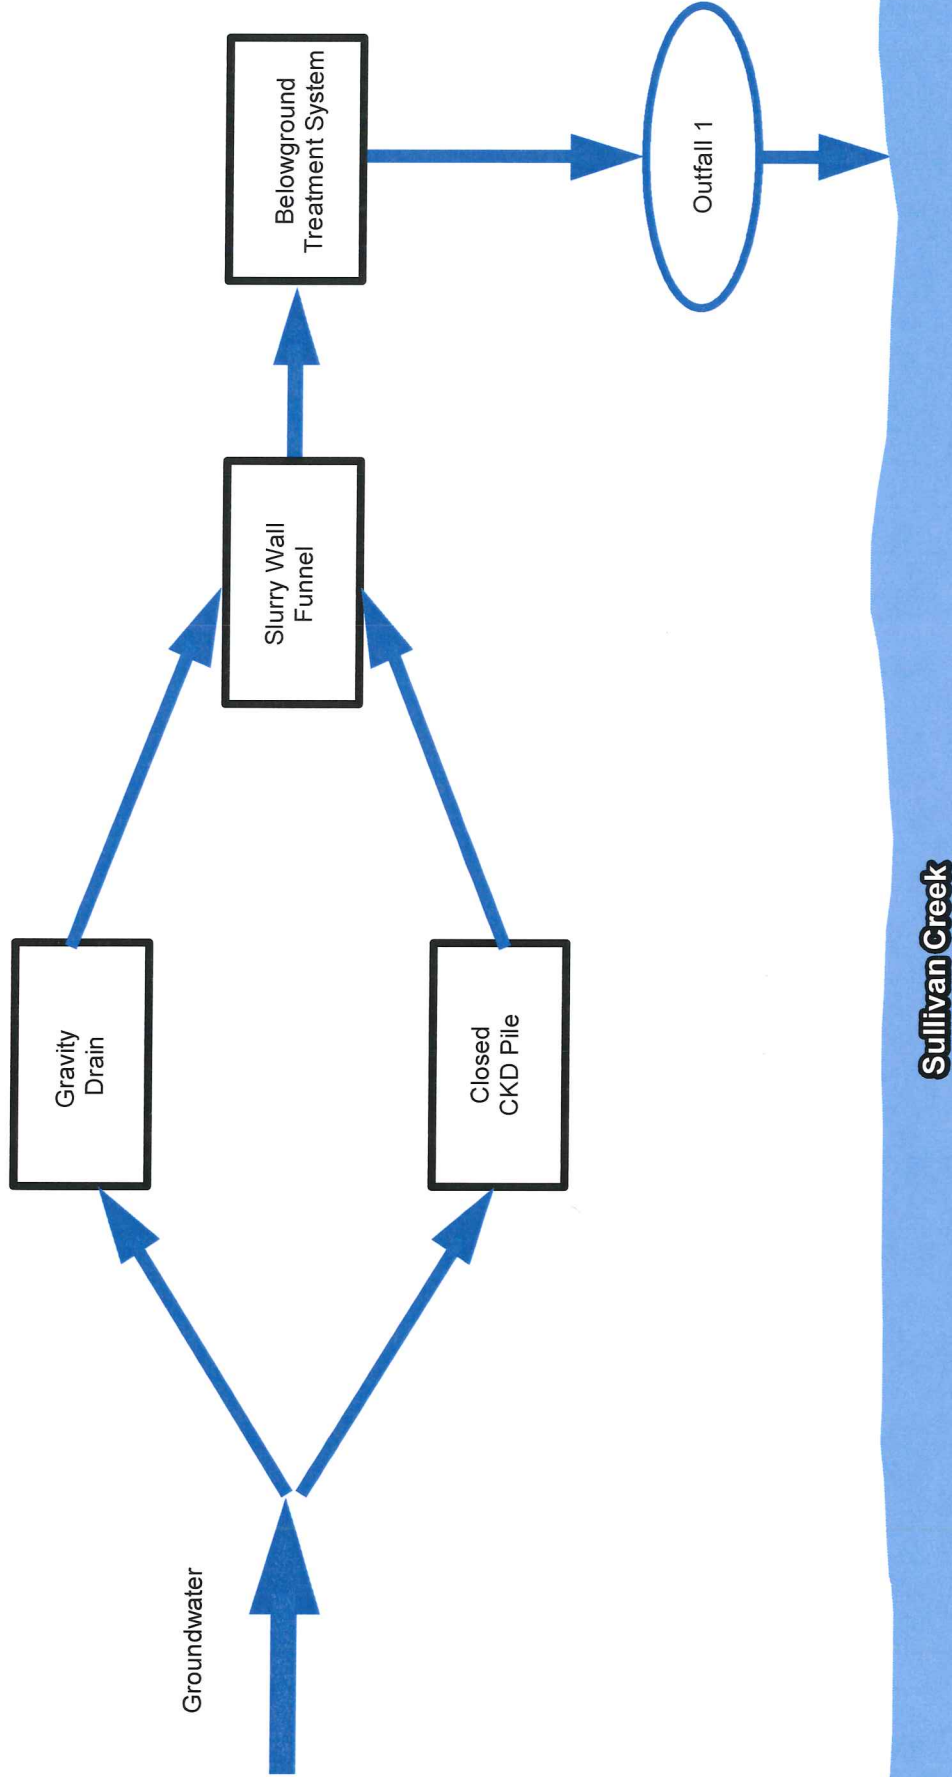 Groundwater
Gravity
Drain
Closed
CKD Pile
Slurry Wall
Funnel
Belowground
Treatment System
Outfall 1
Sullivan Creek